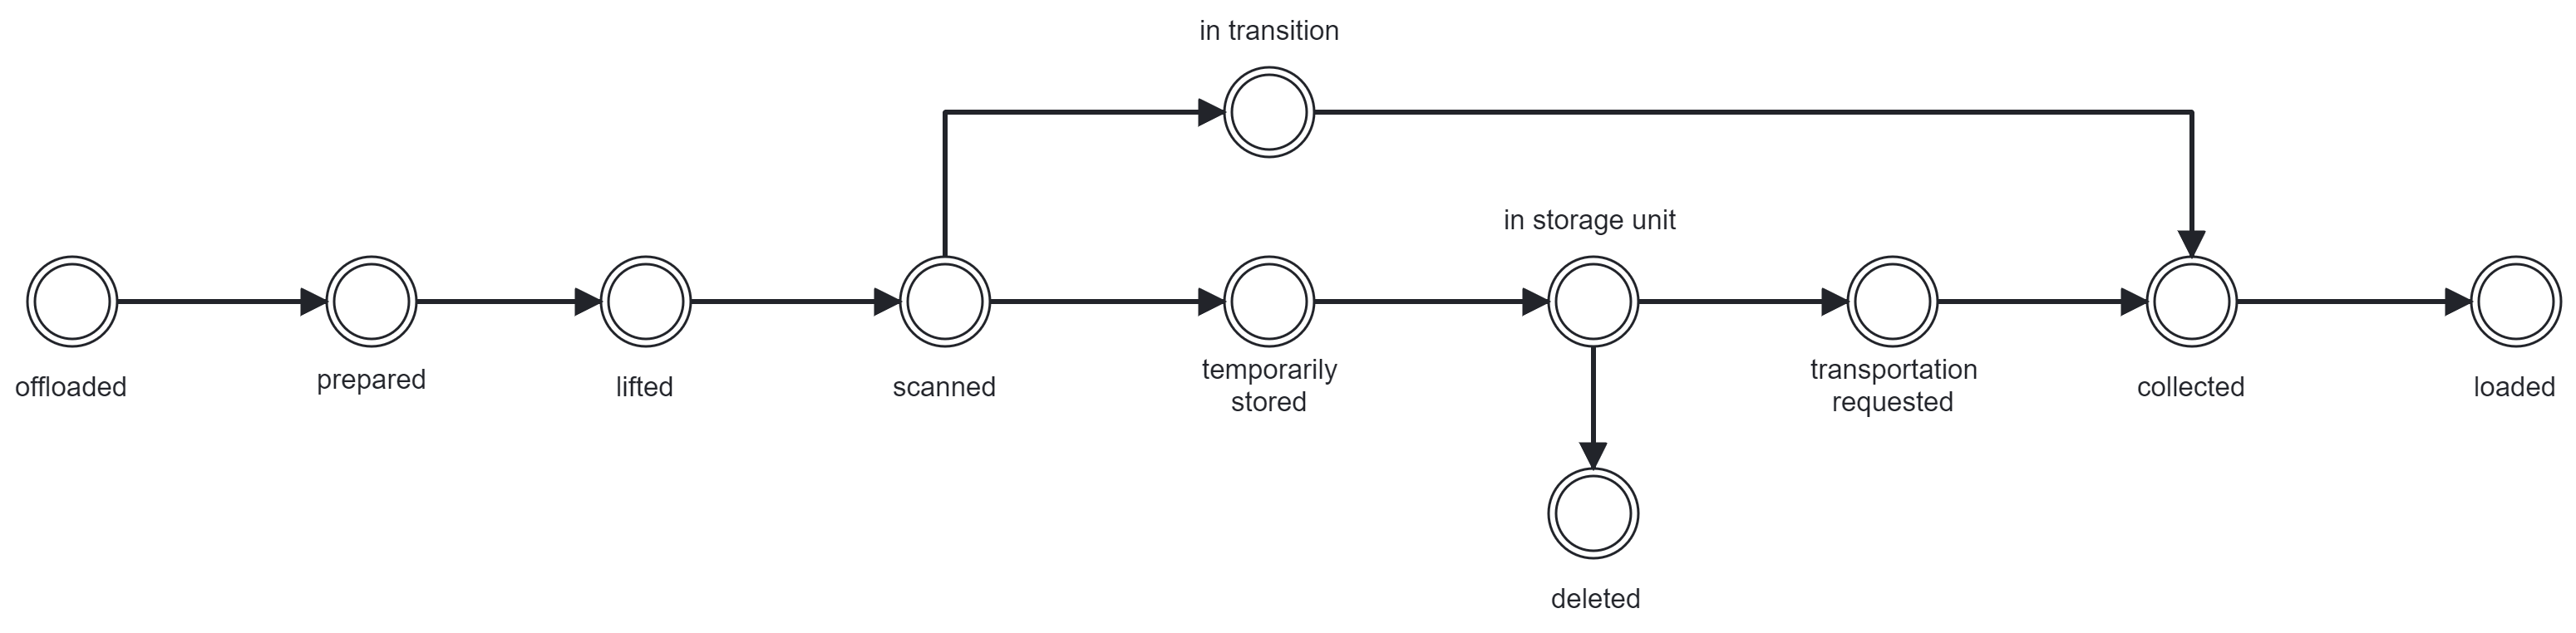 in transition
in storage unit
offloaded
prepared
lifted
scanned
temporarily
stored
transportation
requested
collected
loaded
deleted